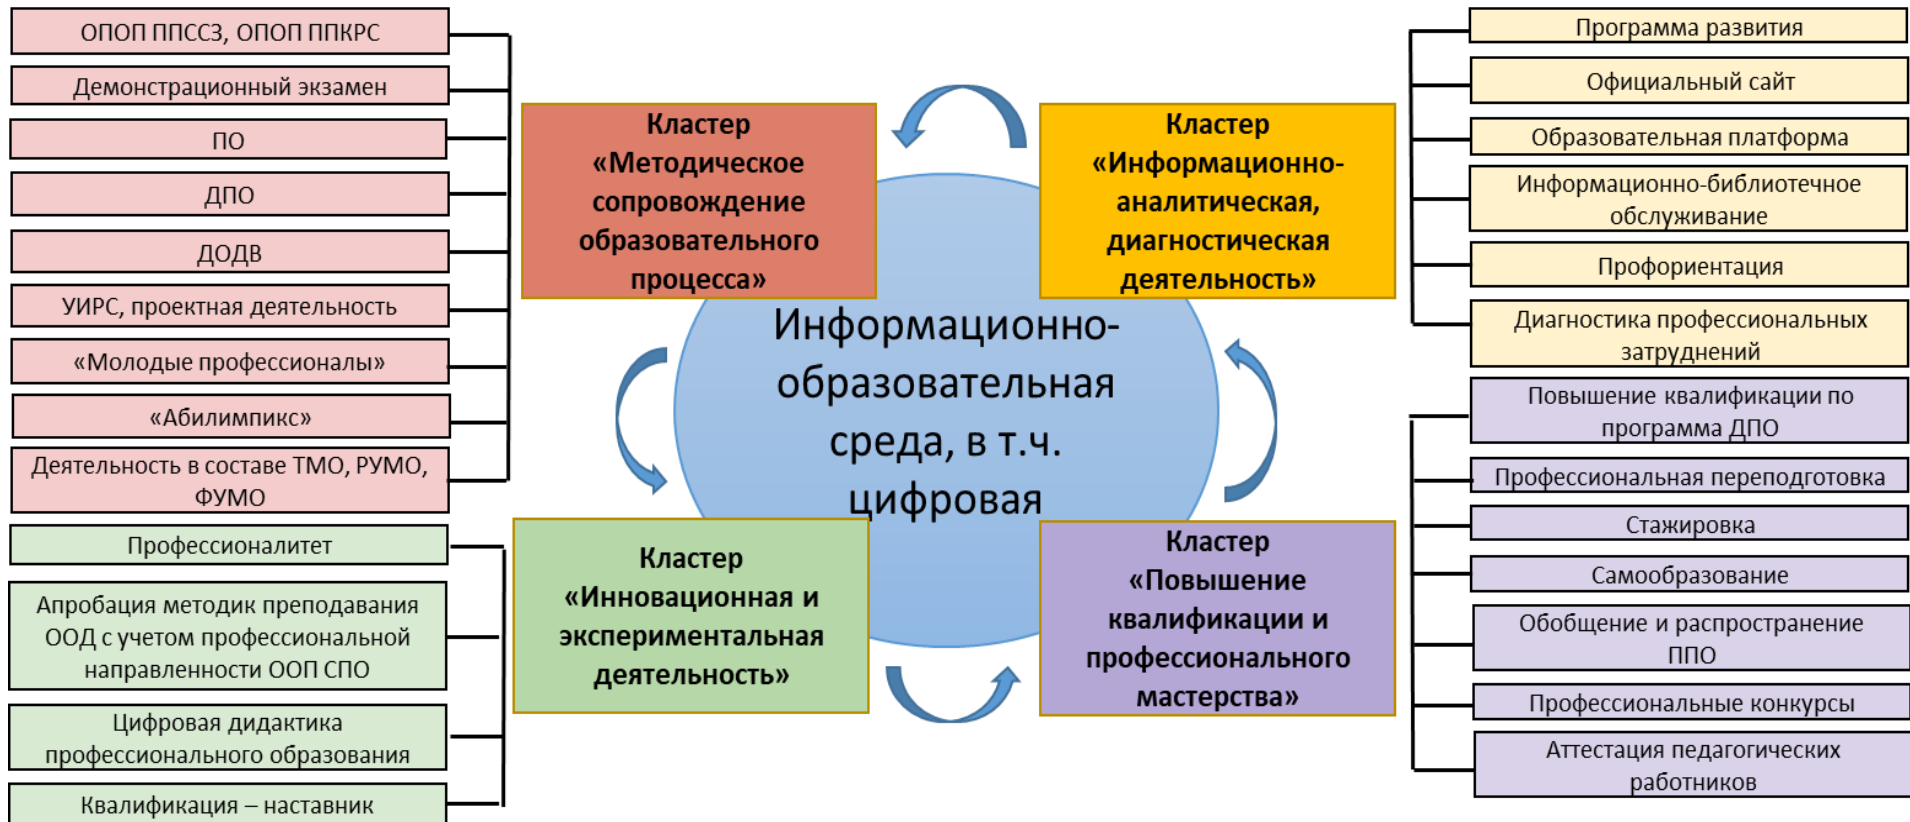 ОПОП ППССЗ, ОПОП ППКРС
Демонстрационный экзамен
ПО
ДПО
ДОДВ
УИРС, проектная деятельность
«Молодые профессионалы»
«Абилимпикс»
Деятельность в составе ТМО, РУМО,
ФУМО
Профессионалитет
Апробация методик преподавания
ООД с учетом профессиональной
направленности ООП СПО
Цифровая дидактика
профессионального образования
Квалификация – наставник
Кластер
«Методическое
сопровождение
образовательного
процесса»
Кластер
«Информационно-
аналитическая,
диагностическая
деятельность»
Информационно-
образовательная
среда, в т.ч.
цифровая
Кластер
«Инновационная и
экспериментальная
деятельность»
Кластер
«Повышение
квалификации и
профессионального
мастерства»
Программа развития
Официальный сайт
Образовательная платформа
Информационно-библиотечное
обслуживание
Профориентация
Диагностика профессиональных
затруднений
Повышение квалификации по
программа ДПО
Профессиональная переподготовка
Стажировка
Самообразование
Обобщение и распространение
ППО
Профессиональные конкурсы
Аттестация педагогических
работников